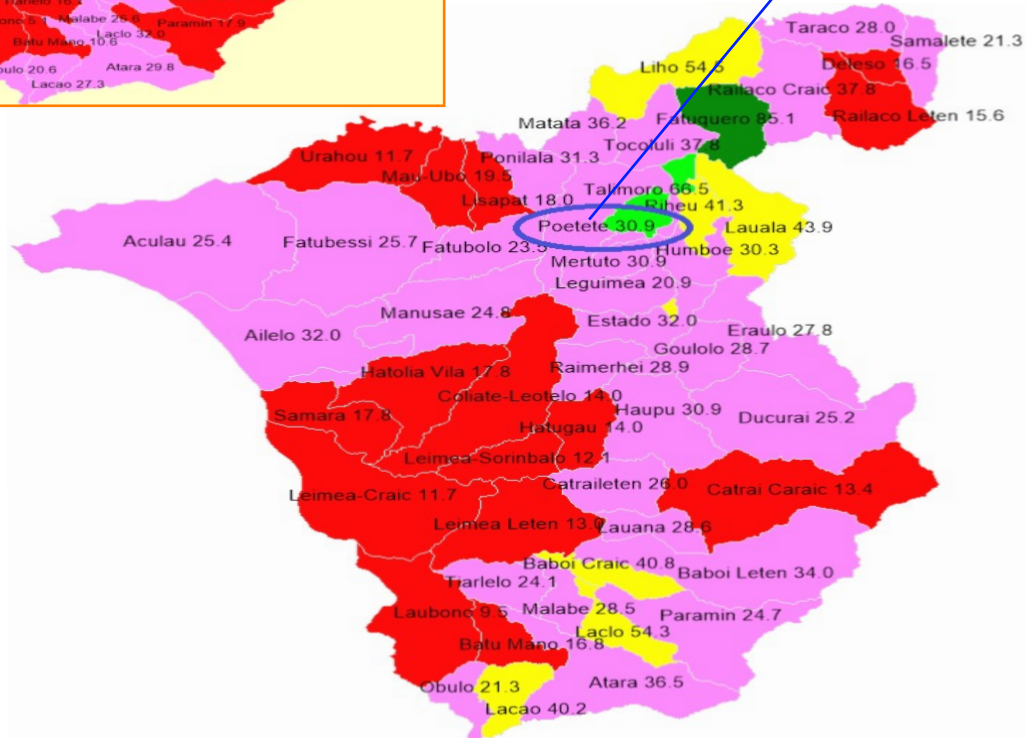 Malabe 25.6
Paramin 17.9
Laclo 32.0
Batu Mano 10.6
Atara 29.8
20.6
Lacao 27.3
Taraco 28.0
Samalete 21.3
Liho 54.5
Deleso 16.5
Railaco Craic 37.8
Fatuquero 85.1
Railaco Leten 15.6
Matata 36.2
Tocoluli 37.8
Urahou 11.7
Ponilala 31.3
Mau-Ubo 19.5
Talimoro 66.5
Lisapat 18.0
Riheu 41.3
Poetete 30.9
Lauala 43.9
Aculau 25.4
Fatubessi 25.7
Fatubolo 23.5
Humboe 30.3
Mertuto 30.9
Leguimea 20.9
Manusae 24.8
Estado 32.0
Eraulo 27.8
Ailelo 32.0
Goulolo 28.7
Raimerhei 28.9
Hatolia Vila 17.8
Coliate-Leotelo 14.0
Samara 17.8
Haupu 30.9
Ducurai 25.2
Hatugau 14.0
Leimea-Sorinbalo 12.1
Catraileten 26.0
Catrai Caraic 13.4
Leimea-Craic 11.7
Leimea Leten 13.0
Lauana 28.6
Baboi Craic 40.8
Baboi Leten 34.0
Tiarlelo 24.1
Laubono 9.5
Malabe 28.5
Paramin 24.7
Laclo 54.3
Batu Mano 16.8
Obulo 21.3
Atara 36.5
Lacao 40.2